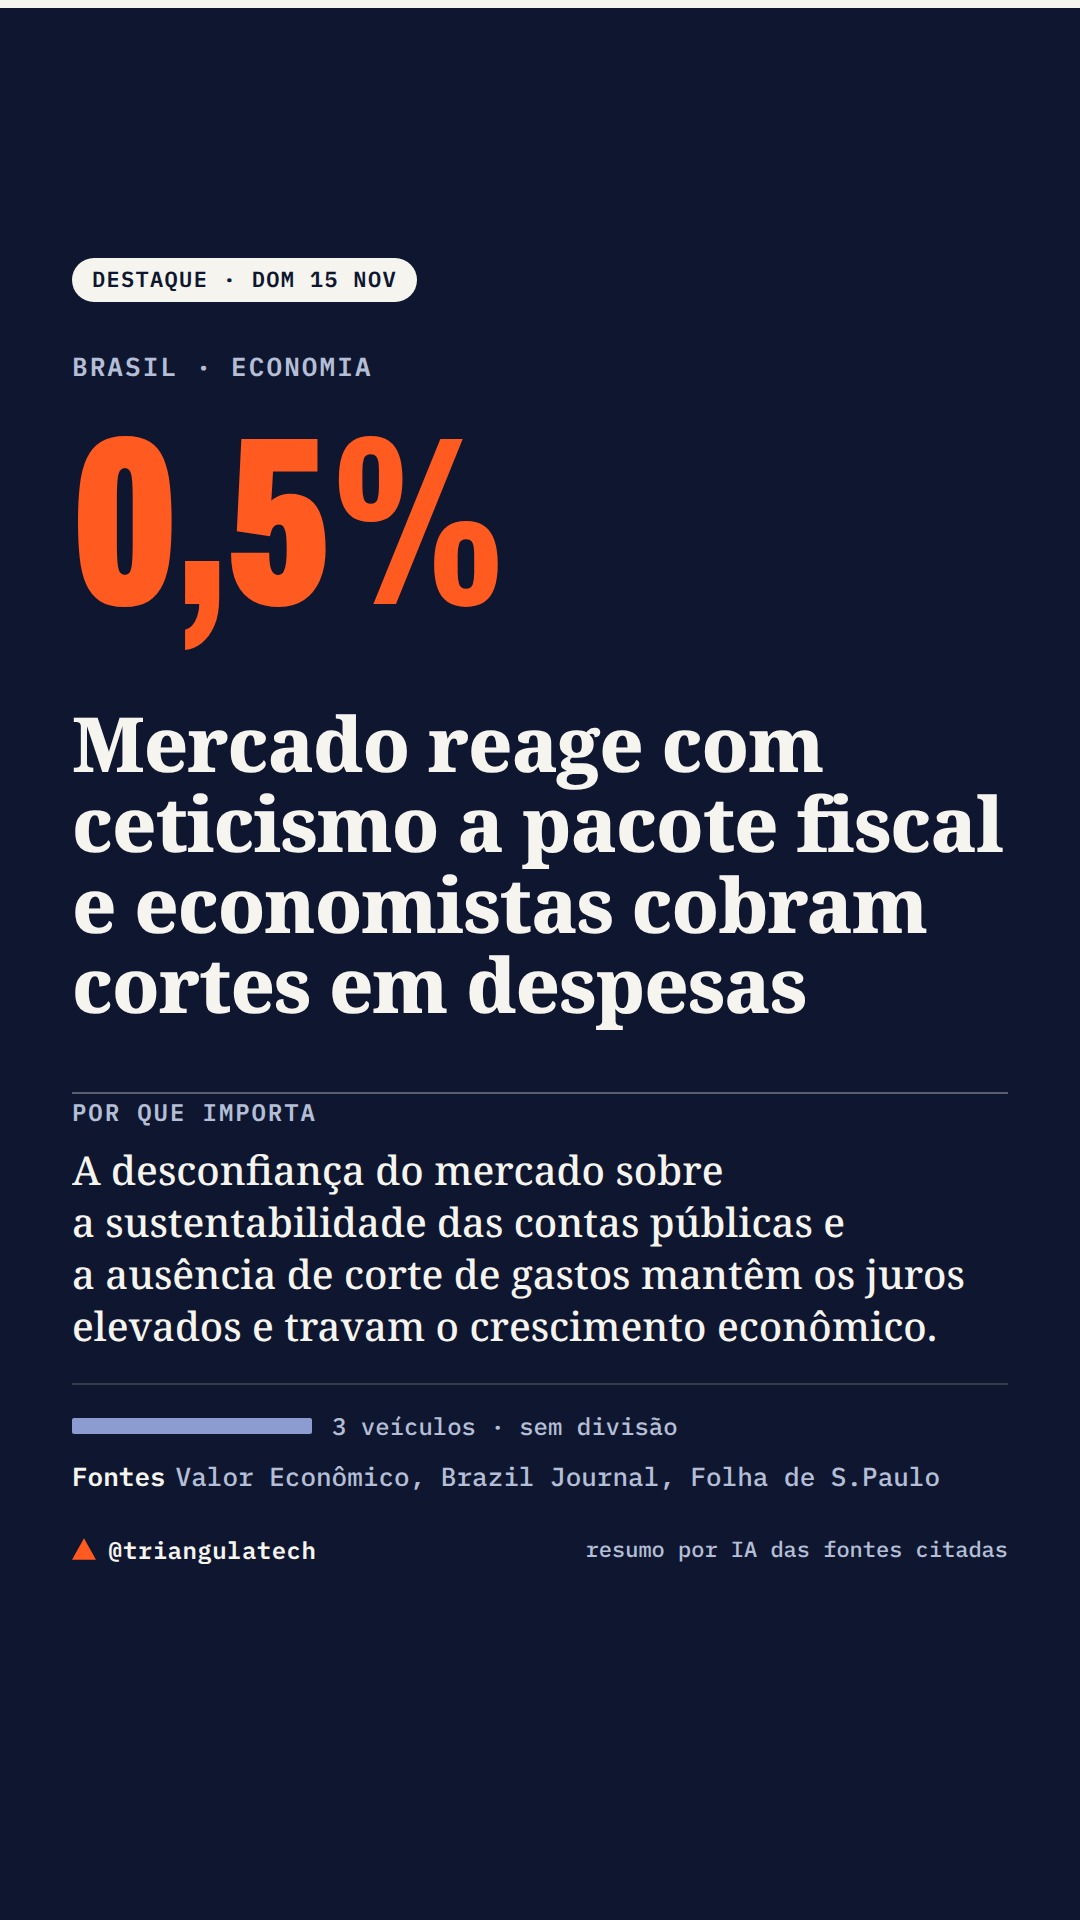 DESTAQUE · DOM 15 NOV
BRASIL · ECONOMIA
0,5%
Mercado reage com
ceticismo a pacote fiscal
e economistas cobram
cortes em despesas
POR QUE IMPORTA
A desconfiança do mercado sobre
a sustentabilidade das contas públicas e
a ausência de corte de gastos mantêm os juros
elevados e travam o crescimento econômico.
3 veículos · sem divisão
Fontes Valor Econômico, Brazil Journal, Folha de S.Paulo
@triangulatech
resumo por IA das fontes citadas